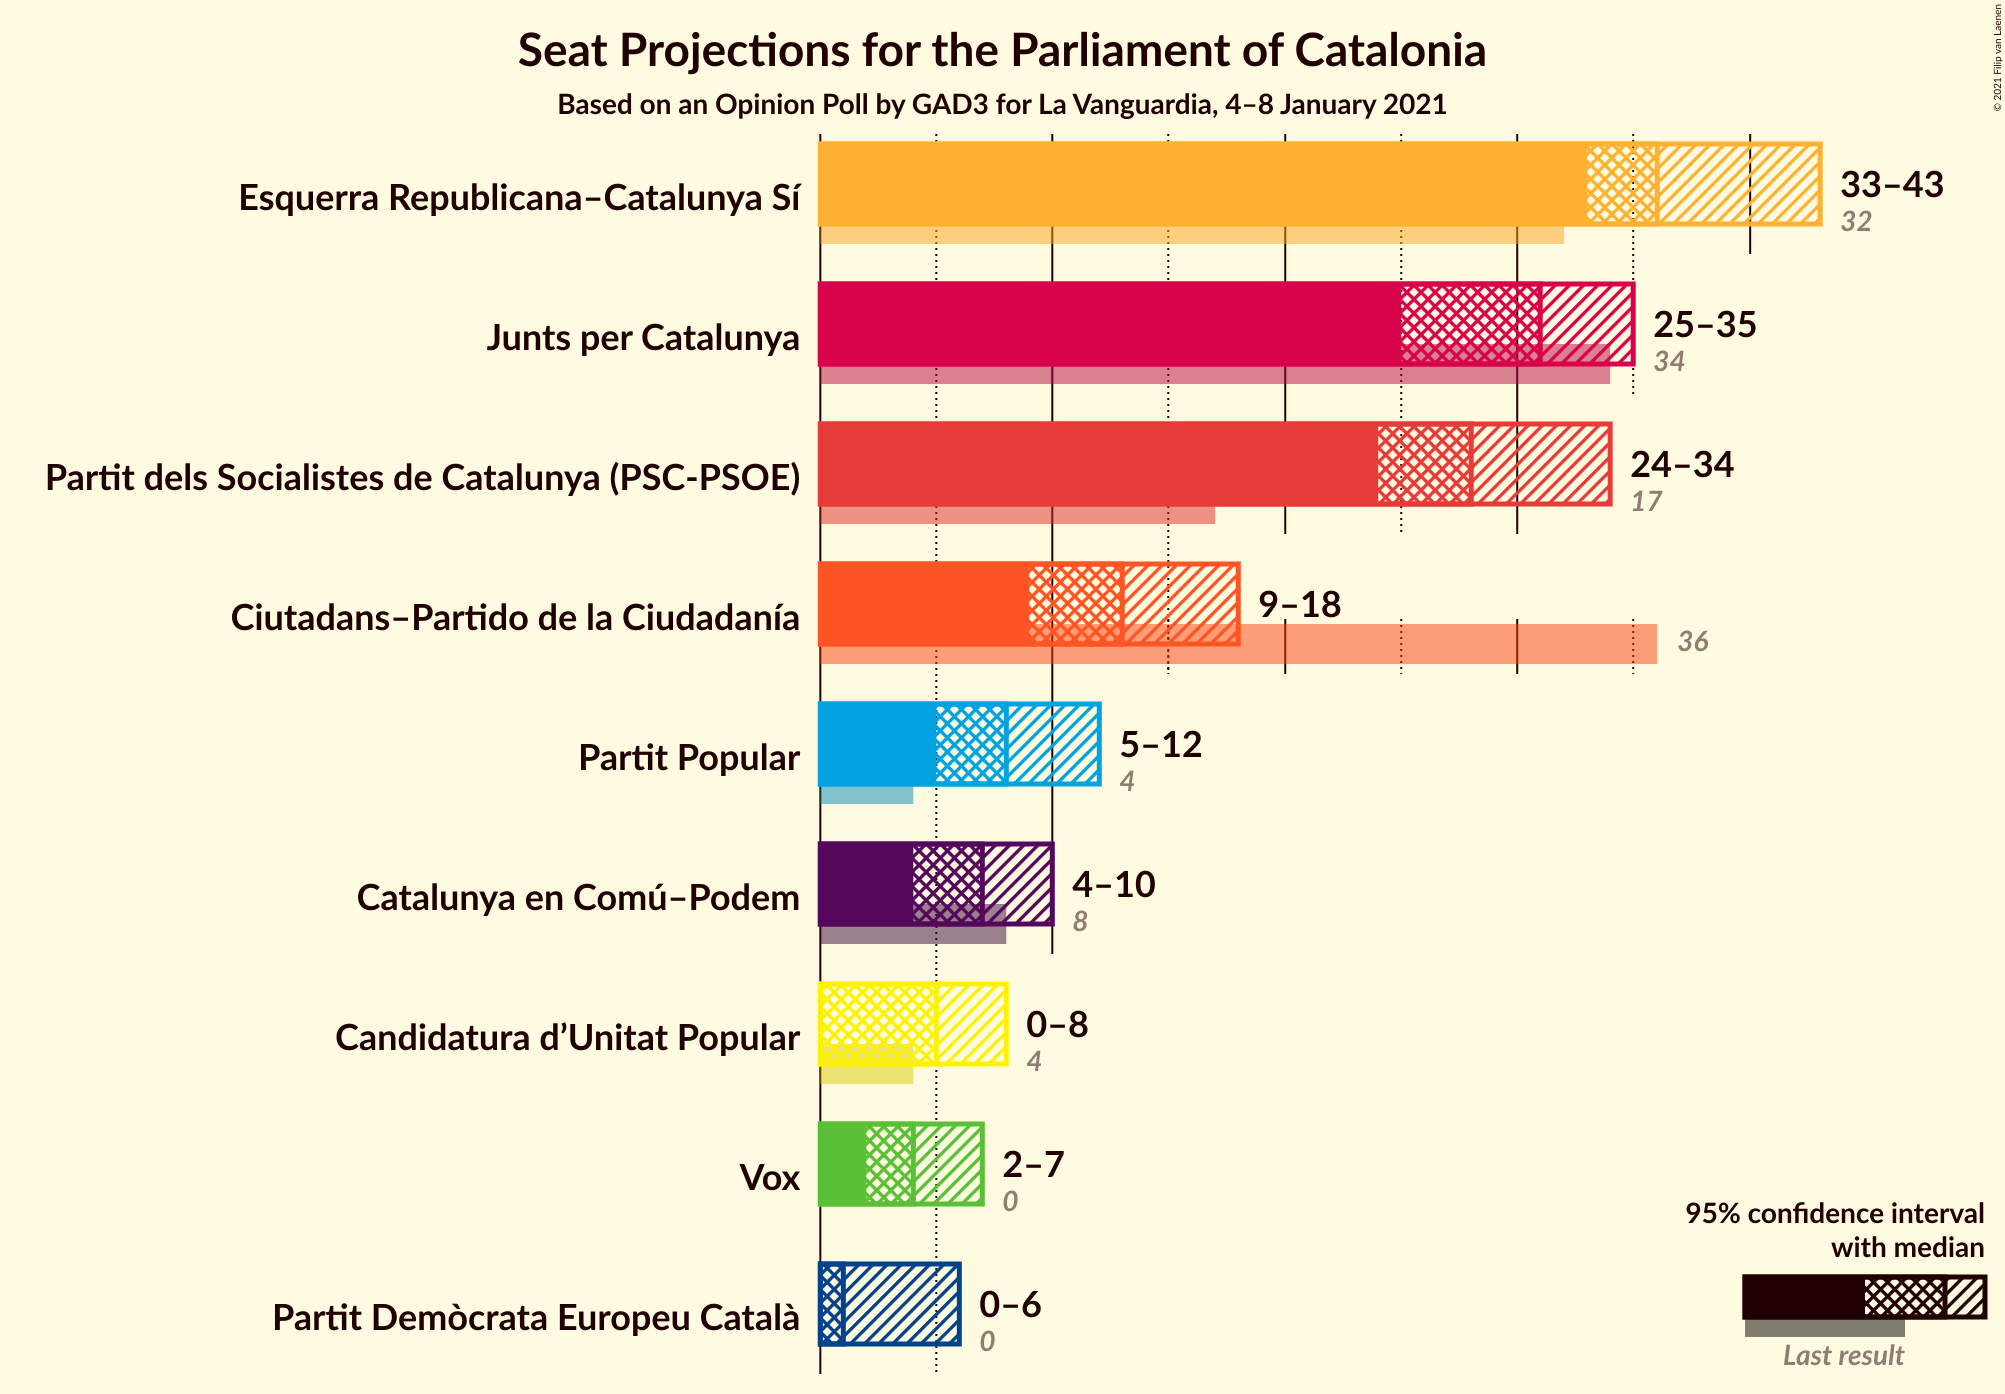 Seat Projections for the Parliament of Catalonia
Based on an Opinion Poll by GAD3 for La Vanguardia, 4–8 January 2021
© 2021 Filip van Laenen
Esquerra Republicana–Catalunya Sí
33–43
32
Junts per Catalunya
25–35
34
Partit dels Socialistes de Catalunya (PSC-PSOE)
24–34
17
Ciutadans–Partido de la Ciudadanía
9–18
36
Partit Popular
5–12
4
Catalunya en Comú–Podem
4–10
8
Candidatura d’Unitat Popular
0–8
4
Vox
2–7
0
Partit Demòcrata Europeu Català
0–6
0
95% confidence interval
with median
Last result